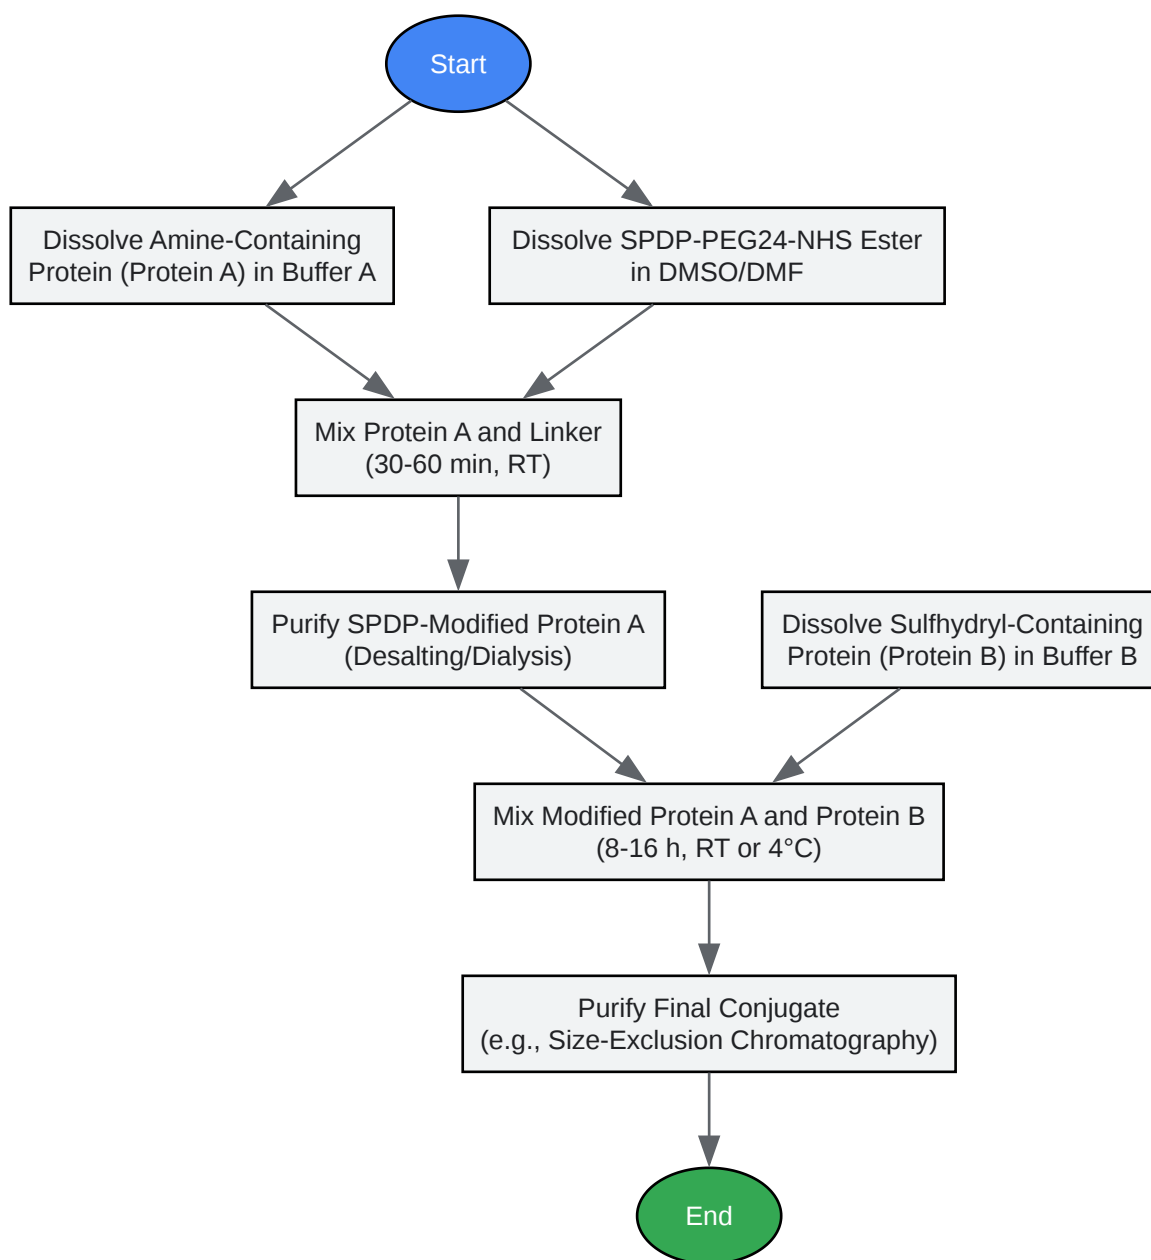 Start
Dissolve Amine-Containing
Protein (Protein A) in Buffer A
Dissolve SPDP-PEG24-NHS Ester
in DMSO/DMF
Mix Protein A and Linker
(30-60 min, RT)
Purify SPDP-Modified Protein A
(Desalting/Dialysis)
Dissolve Sulfhydryl-Containing
Protein (Protein B) in Buffer B
Mix Modified Protein A and Protein B
(8-16 h, RT or 4°C)
Purify Final Conjugate
(e.g., Size-Exclusion Chromatography)
End